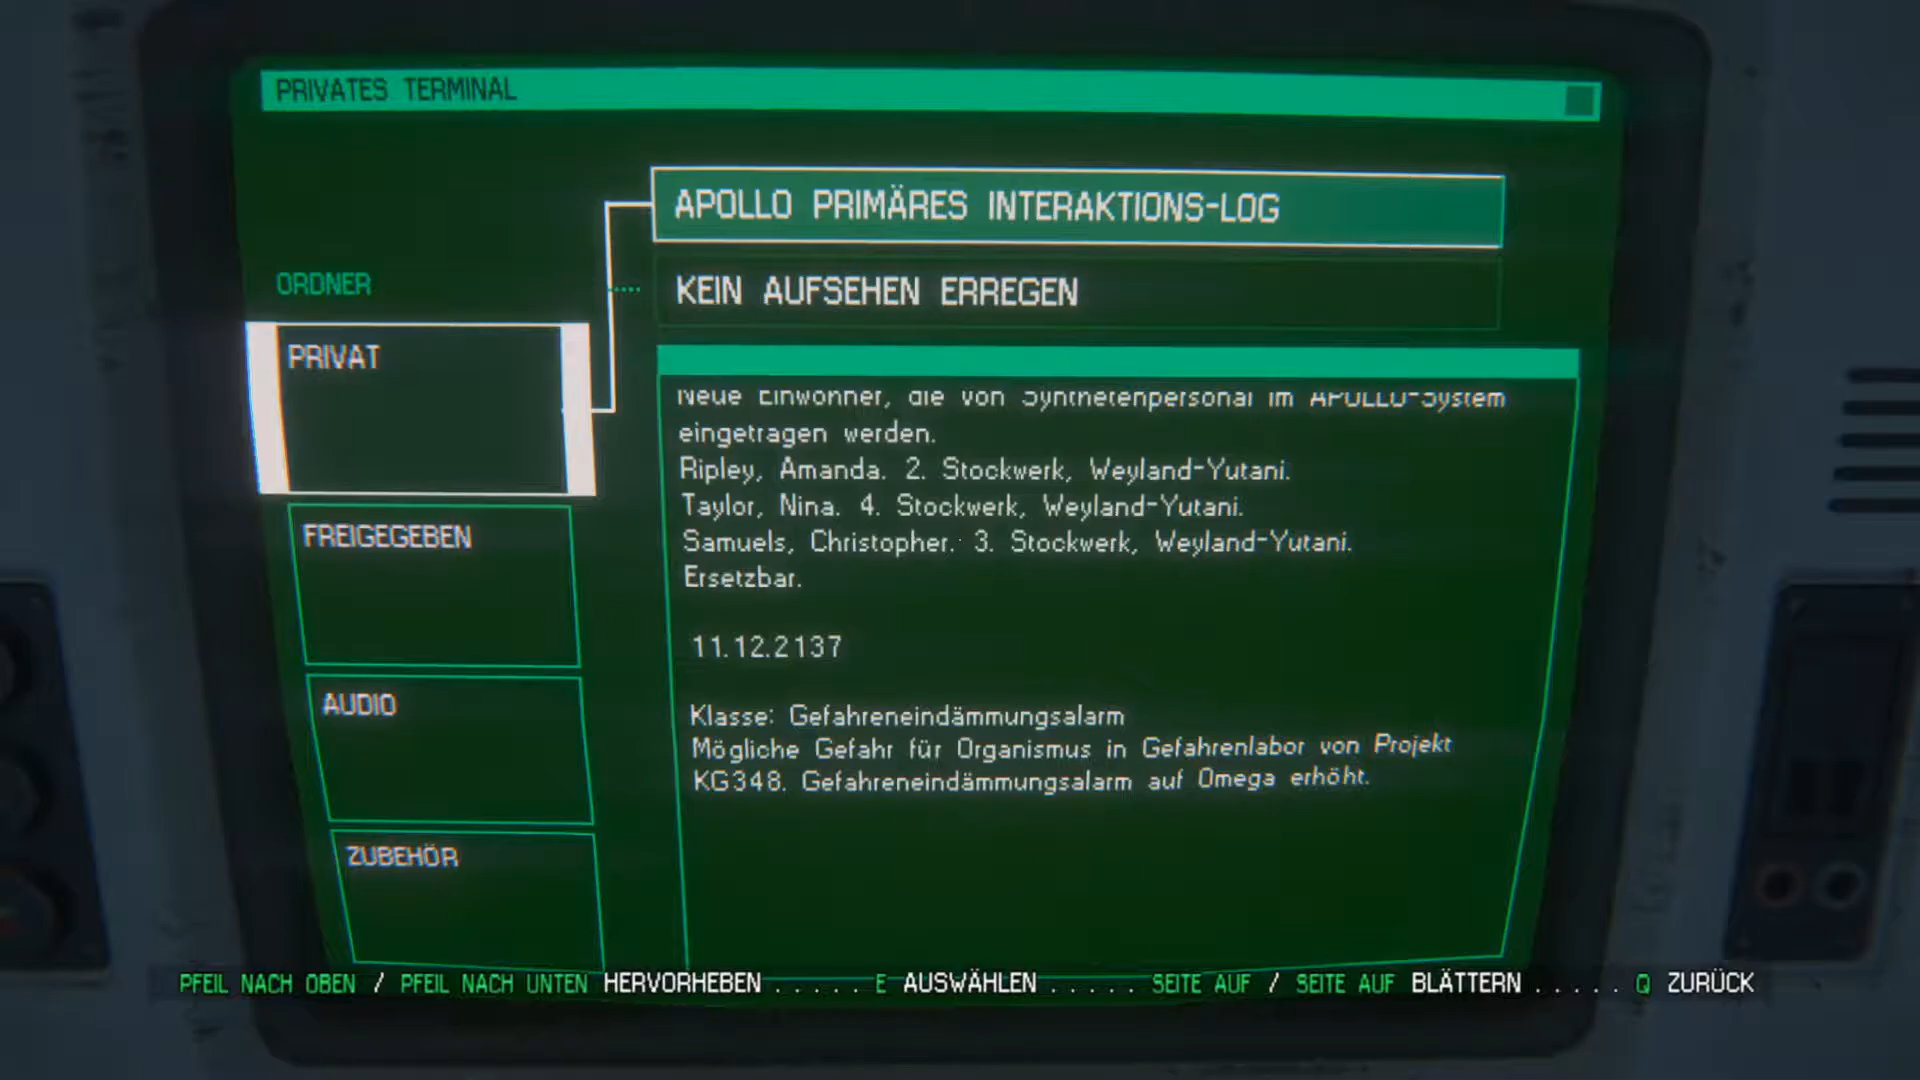 PRIVATES TERMINAL
APOLLO PRIMÄRES INTERAKTIONS-LOG
KEIN AUFSEHEN ERREGEN
ORDNER
PRIVAT
FREIGEGEBEN
AUDIO
ZUBEHÖR
Neue Einwohner, die von Synthetenpersonal im APOLLO-System
eingetragen werden.
Ripley, Amanda. 2. Stockwerk, Weyland-Yutani.
Taylor, Nina. 4. Stockwerk, Weyland-Yutani.
Samuels, Christopher. 3. Stockwerk, Weyland-Yutani.
Ersetzbar.
11.12.2137
Klasse: Gefahreneindämmungsalarm
Mögliche Gefahr für Organismus in Gefahrenlabor von Projekt
KG348. Gefahreneindämmungsalarm auf Omega erhöht.
PFEIL NACH OBEN / PFEIL NACH UNTEN HERVORHEBEN ..... E AUSWÄHLEN ..... SEITE AUF / SEITE AUF BLÄTTERN ..... Q ZURÜCK